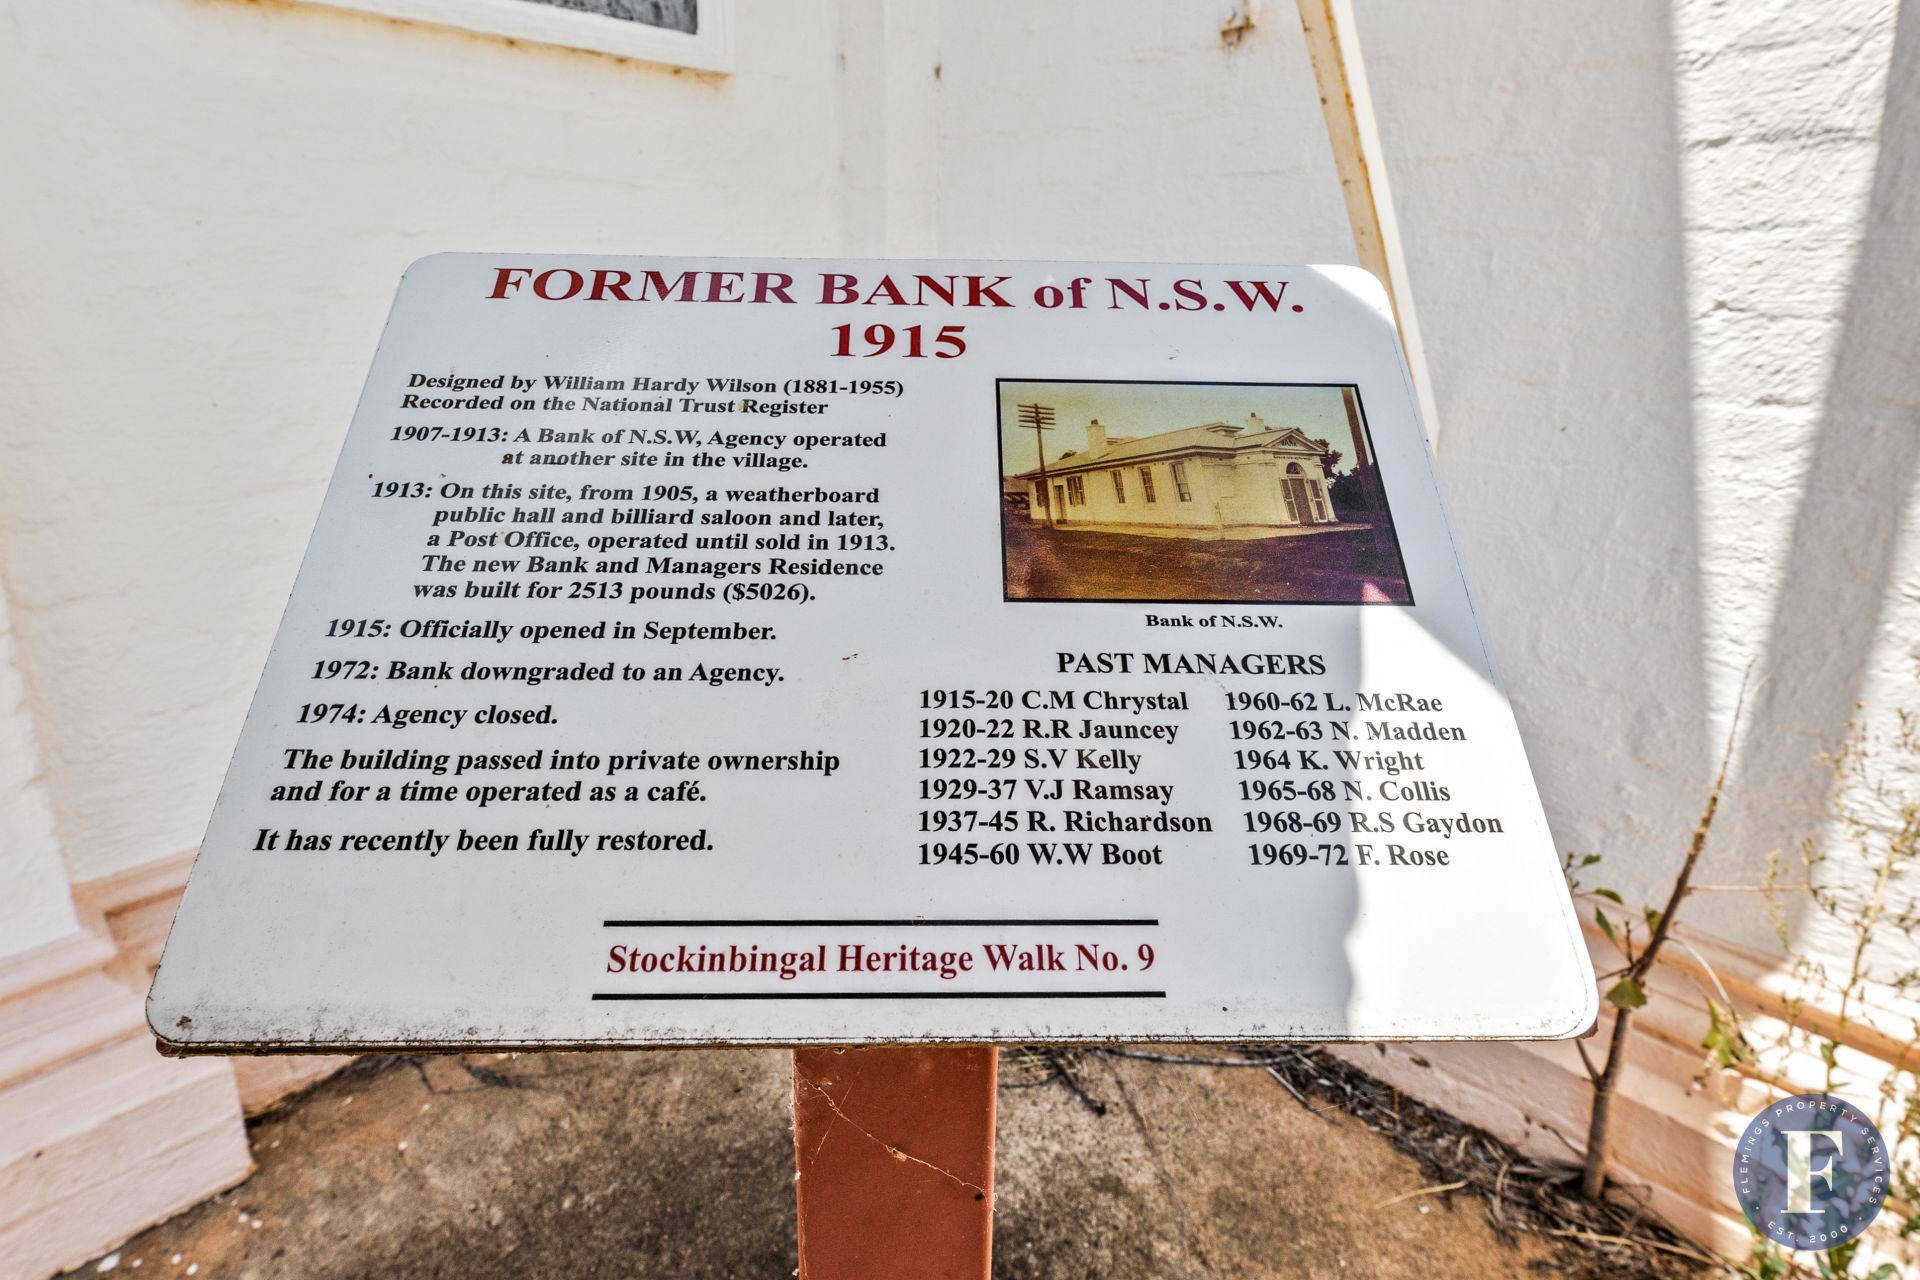 FORMER BANK of N.S.W.
1915
Designed by William Hardy Wilson (1881-1955)
Recorded on the National Trust Register
1907-1913: A Bank of N.S.W, Agency operated
at another site in the village.
1913: On this site, from 1905, a weatherboard
public hall and billiard saloon and later,
a Post Office, operated until sold in 1913.
The new Bank and Managers Residence
was built for 2513 pounds ($5026).
1915: Officially opened in September.
1972: Bank downgraded to an Agency.
1974: Agency closed.
The building passed into private ownership
and for a time operated as a café.
It has recently been fully restored.
Bank of N.S.W.
PAST MANAGERS
1915-20 C.M Chrystal
1920-22 R.R Jauncey
1922-29 S.V Kelly
1929-37 V.J Ramsay
1937-45 R. Richardson
1945-60 W.W Boot
1960-62 L. McRae
1962-63 N. Madden
1964 K. Wright
1965-68 N. Collis
1968-69 R.S Gaydon
1969-72 F. Rose
Stockinbingal Heritage Walk No. 9
FLEMINGS PROPERTY SERVICES
F
EST. 2000